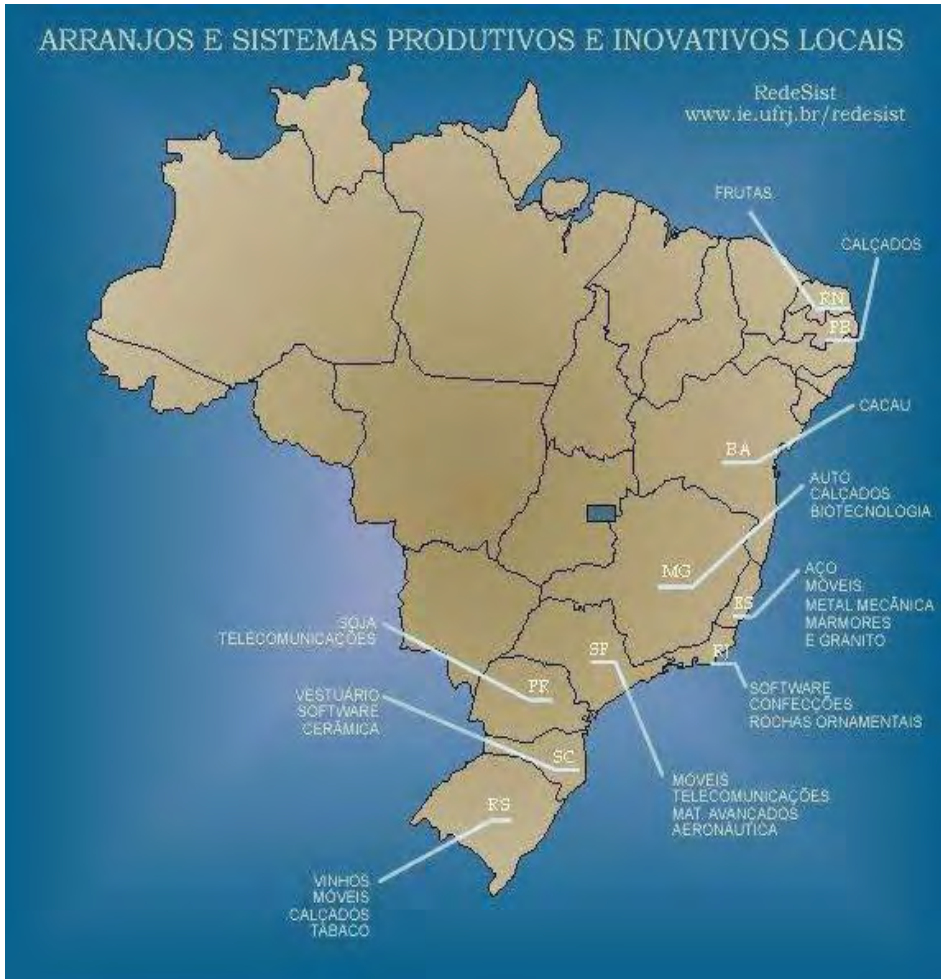 ARRANJOS E SISTEMAS PRODUTIVOS E INOVATIVOS LOCAIS
RedeSist
www.ie.ufrj.br/redesist
FRUTAS
CALÇADOS
RN
PB
CACAU
BA
AUTO
CALÇADOS
BIOTECNOLOGIA
MG
AÇO
MÓVEIS
METAL MECÂNICA
MÁRMORES
E GRANITO
ES
SOJA
TELECOMUNICAÇÕES
SP
RJ
SOFTWARE
CONFECÇÕES
ROCHAS ORNAMENTAIS
PR
VESTUÁRIO
SOFTWARE
CERÂMICA
SC
MÓVEIS
TELECOMUNICAÇÕES
MAT. AVANCADOS
AERONÁUTICA
RS
VINHOS
MÓVEIS
CALÇADOS
TABACO